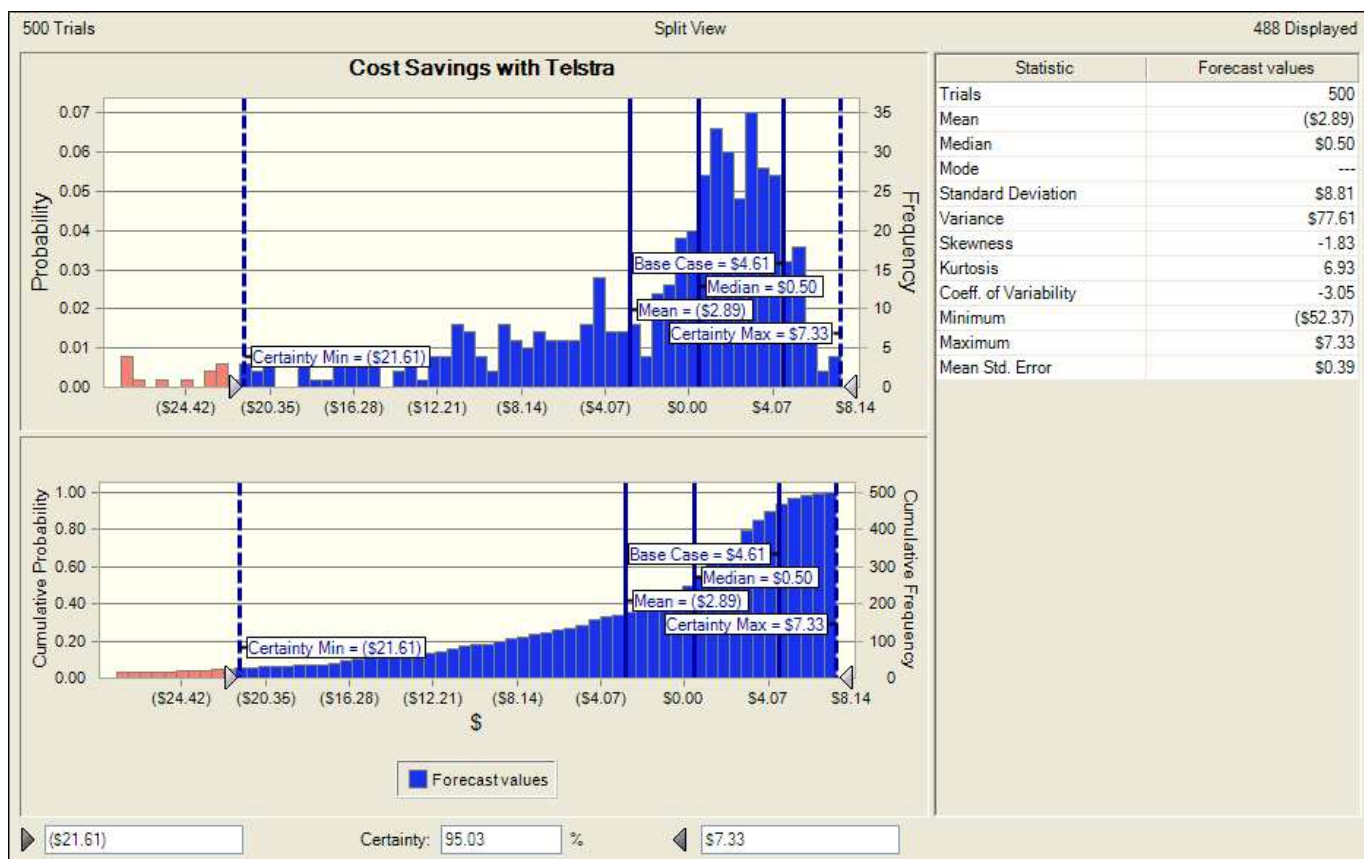 500 Trials Split View 488 Displayed
Cost Savings with Telstra
Probability
Frequency
0.07 35
0.06 30
0.05 25
0.04 20
0.03 15
0.02 10
0.01 5
0.00 0
Base Case = $4.61
Median = $0.50
Mean = ($2.89)
Certainty Max = $7.33
Certainty Min = ($21.61)
($24.42) ($20.35) ($16.28) ($12.21) ($8.14) ($4.07) $0.00 $4.07 $8.14
Cumulative Probability
Cumulative Frequency
1.00 500
0.80 400
0.60 300
0.40 200
0.20 100
0.00 0
Base Case = $4.61
Median = $0.50
Mean = ($2.89)
Certainty Max = $7.33
Certainty Min = ($21.61)
($24.42) ($20.35) ($16.28) ($12.21) ($8.14) ($4.07) $0.00 $4.07 $8.14
$
Forecast values
Statistic Forecast values
Trials 500
Mean ($2.89)
Median $0.50
Mode ---
Standard Deviation $8.81
Variance $77.61
Skewness -1.83
Kurtosis 6.93
Coeff. of Variability -3.05
Minimum ($52.37)
Maximum $7.33
Mean Std. Error $0.39
($21.61) Certainty: 95.03 % $7.33